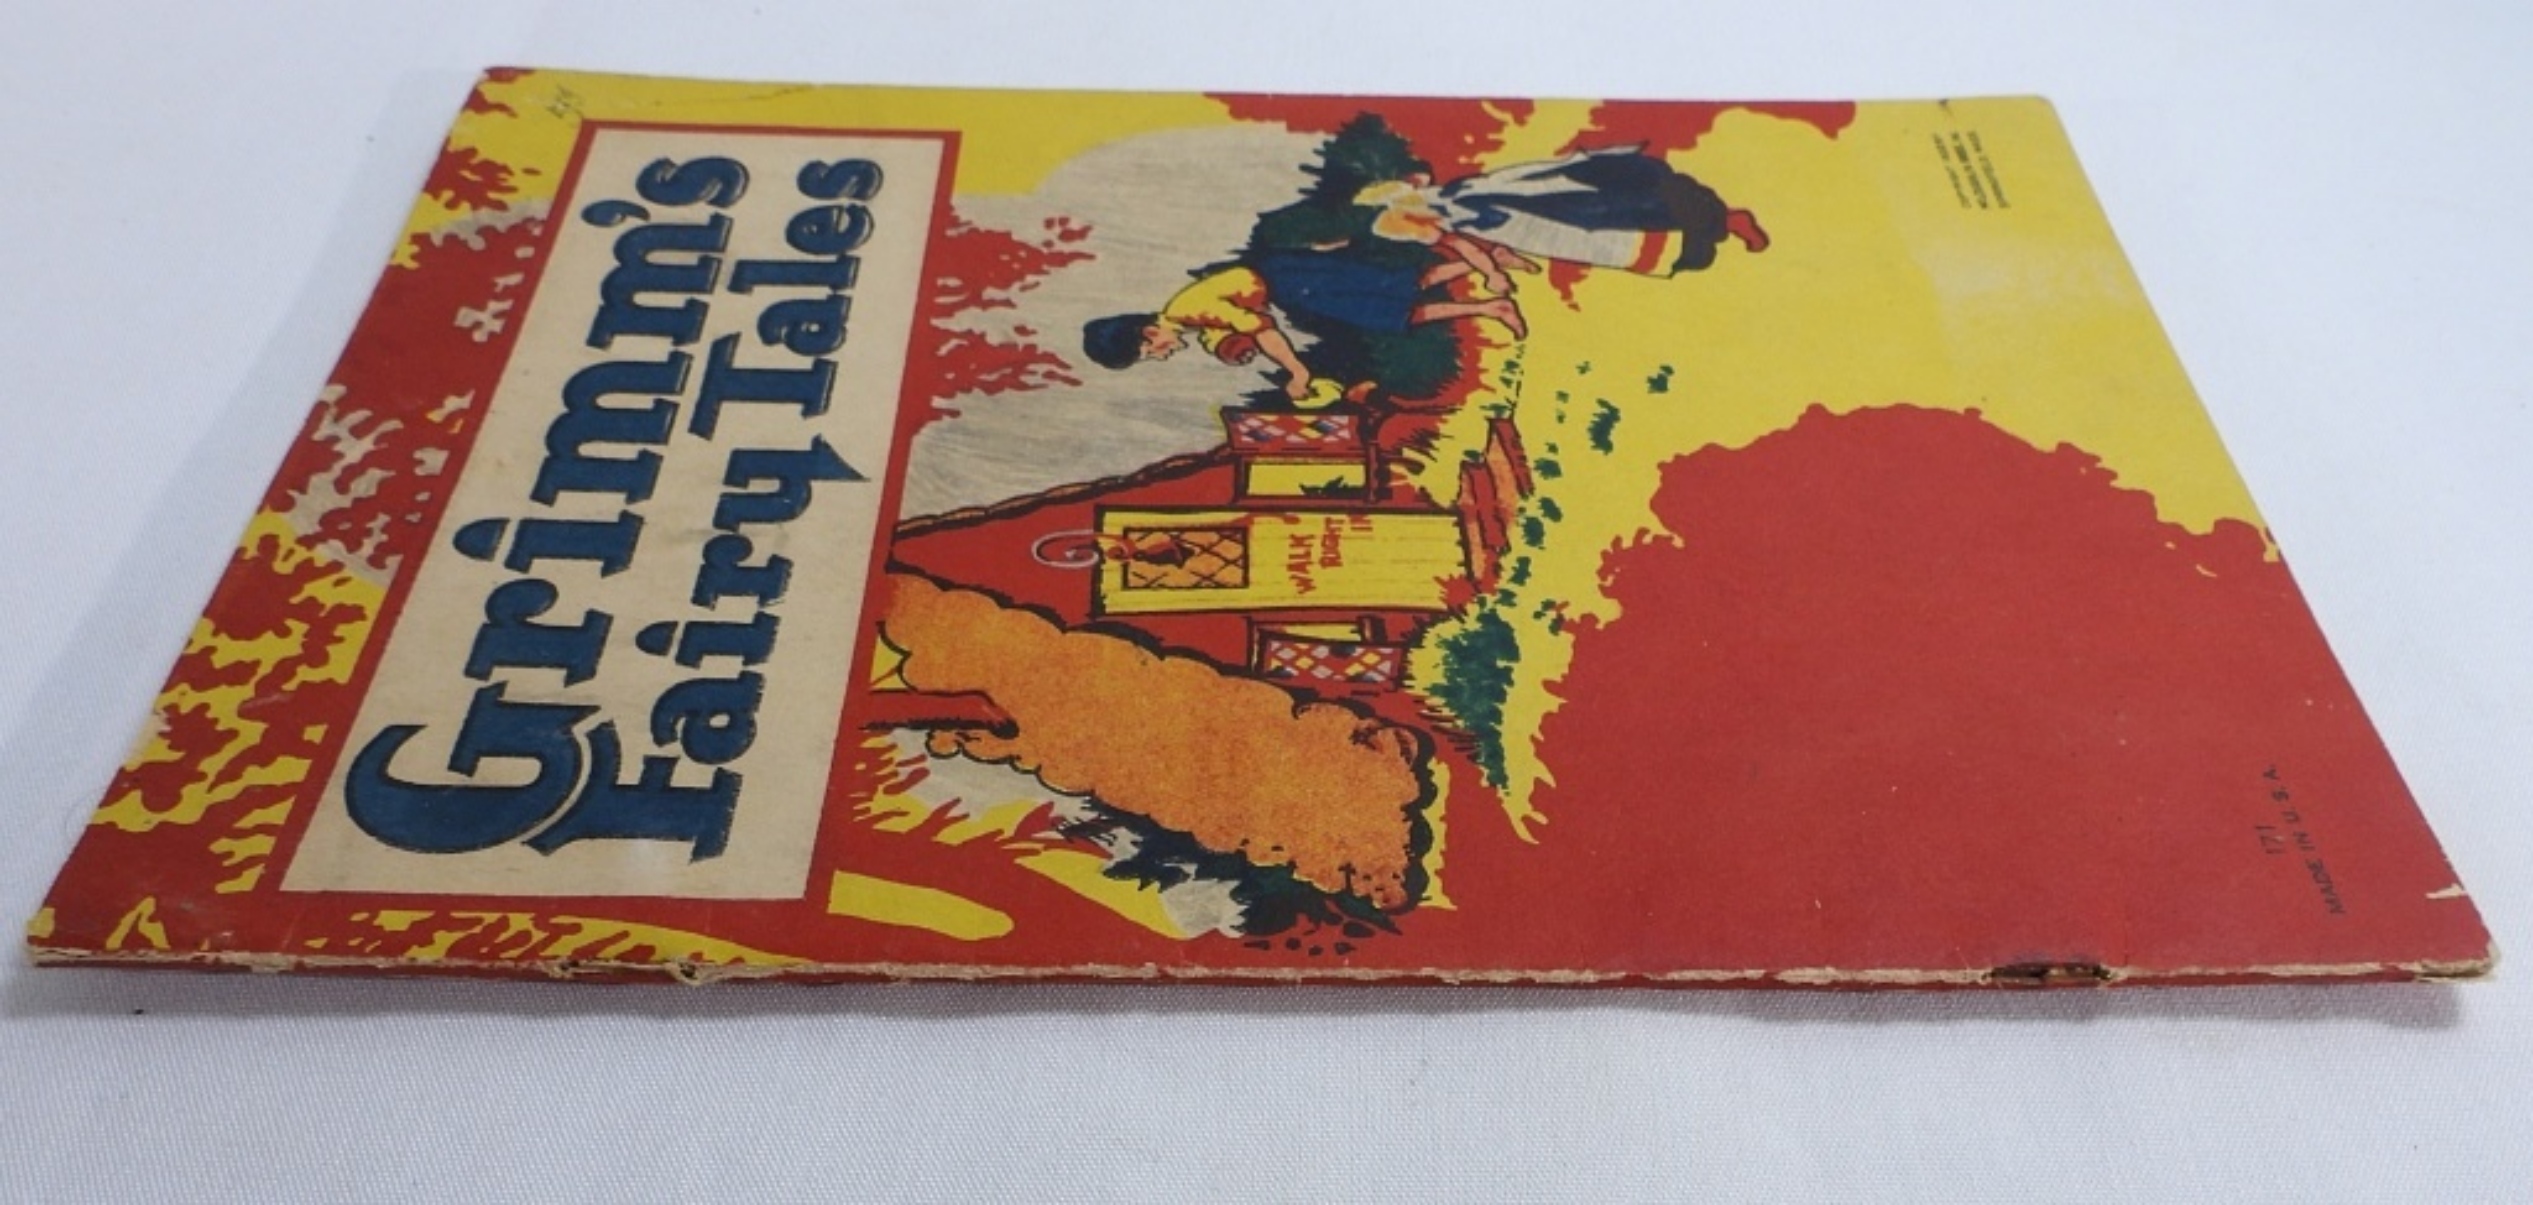 Grimm's
Fairy Tales
WALK
RIGHT
IN
171
MADE IN U.S.A.